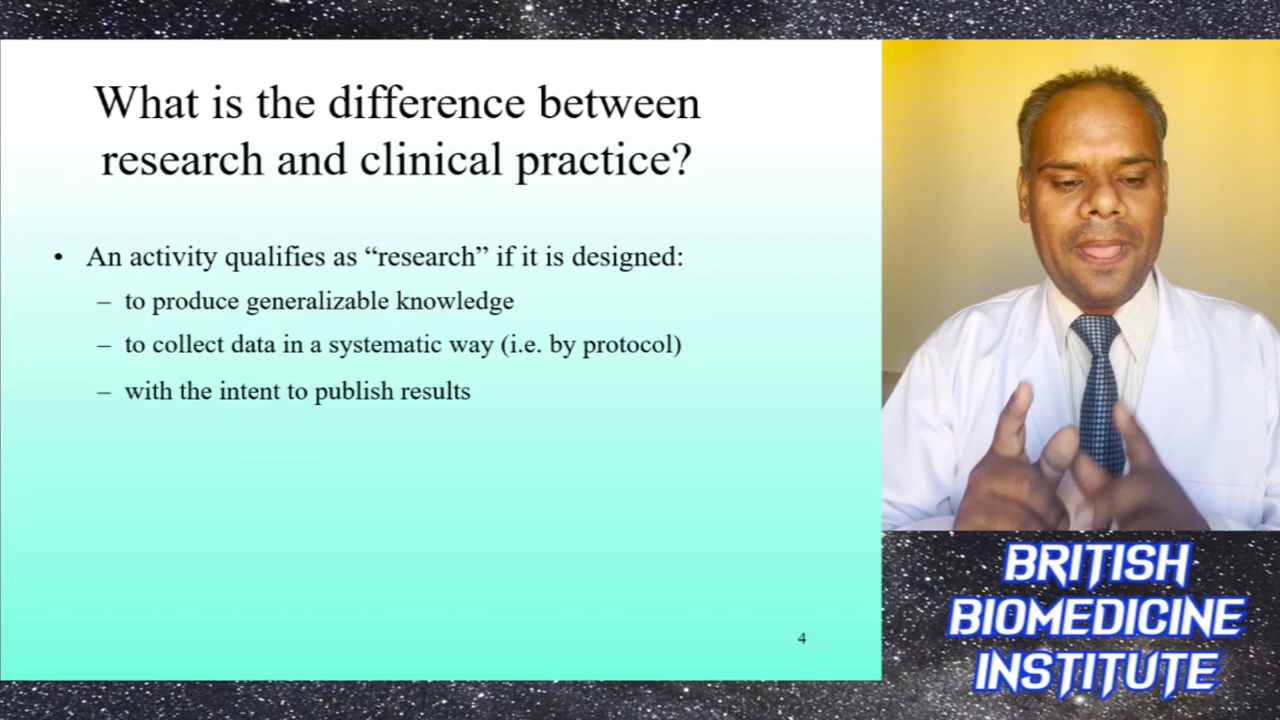 What is the difference between
research and clinical practice?
• An activity qualifies as “research” if it is designed:
– to produce generalizable knowledge
– to collect data in a systematic way (i.e. by protocol)
– with the intent to publish results
4
BRITISH
BIOMEDICINE
INSTITUTE